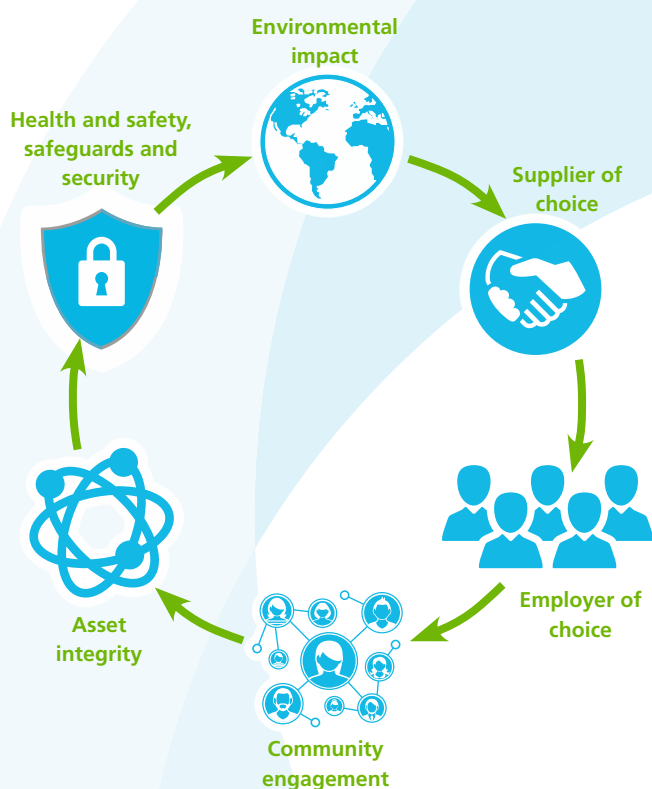 Environmental
impact
Health and safety,
safeguards and
security
Supplier of
choice
Employer of
choice
Asset
integrity
Community
engagement